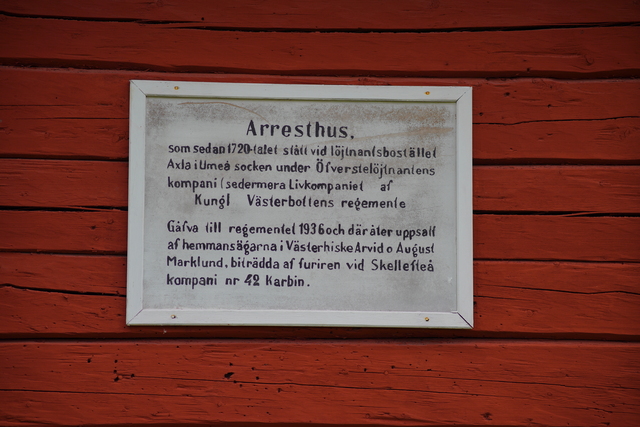 Arresthus.
som sedan 1720-talet stått vid löjtnantsbostället
Axla i Umeå socken under Öfverstelöjtnantens
kompani (sedermera Livkompaniet af
Kungl Västerbottens regemente
Gåfva till regementet 1936 och där åter uppsatt
af hemmansägarna i Västerhiske Arvid o August
Marklund, biträdda af furiren vid Skellefteå
kompani nr 42 Karbin.